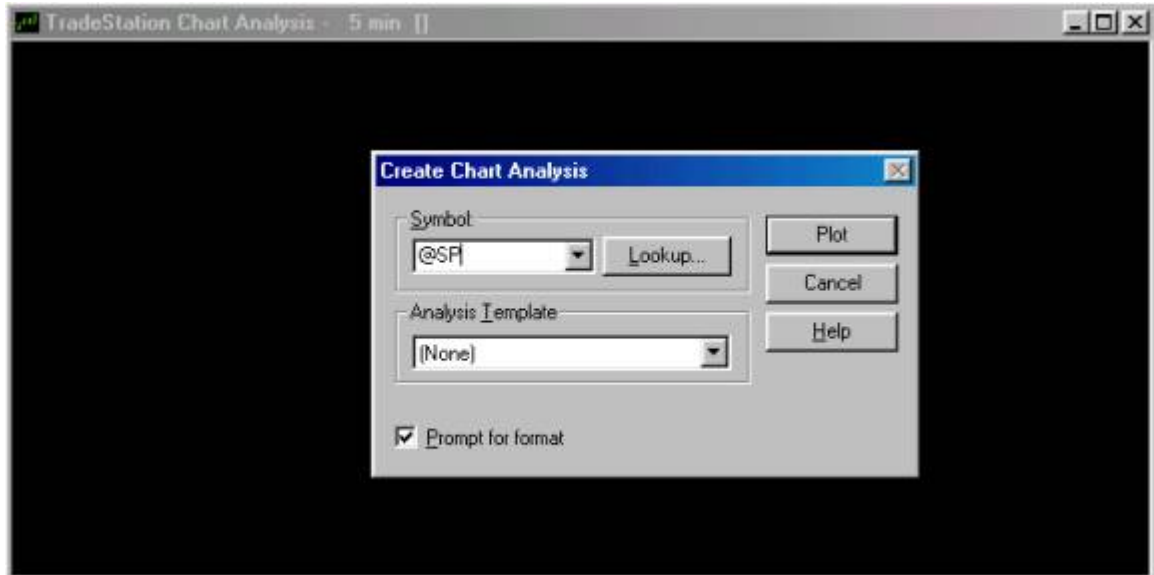 TradeStation Chart Analysis - 5 min []
Create Chart Analysis
Symbol:
@SP
Lookup...
Plot
Cancel
Analysis Template
(None)
Help
Prompt for format